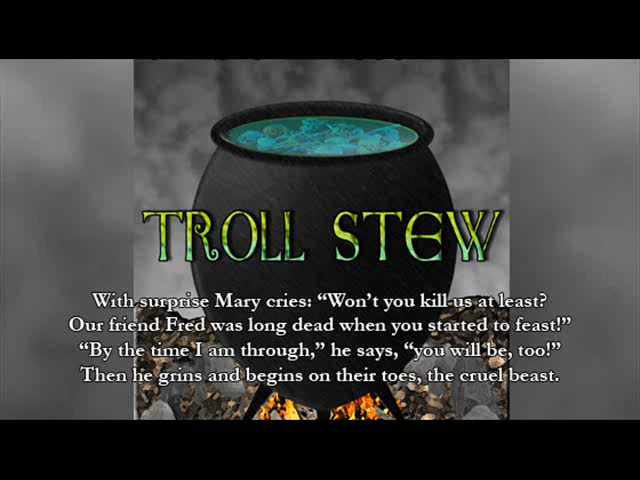 TROLL STEW
With surprise Mary cries: “Won’t you kill us at least?
Our friend Fred was long dead when you started to feast!”
“By the time I am through,” he says, “you will be, too!”
Then he grins and begins on their toes, the cruel beast.